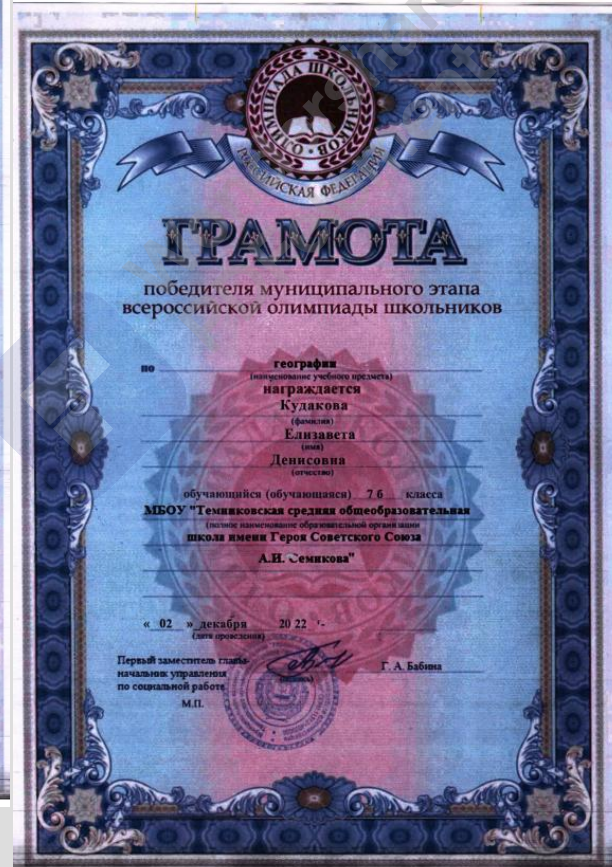 ОЛИМПИАДА ШКОЛЬНИКОВ
РОССИЙСКАЯ ФЕДЕРАЦИЯ
ГРАМОТА
победителя муниципального этапа
всероссийской олимпиады школьников
по географии
(наименование учебного предмета)
награждается
Кудакова
(фамилия)
Елизавета
(имя)
Денисовна
(отчество)
обучающийся (обучающаяся) 7 б класса
МБОУ "Темниковская средняя общеобразовательная
(полное наименование образовательной организации
школа имени Героя Советского Союза
А.И. Семикова"
« 02 » декабря 20 22 г.
(дата проведения)
Первый заместитель главы-
начальник управления
по социальной работе
(подпись)
Г. А. Бабина
М.П.